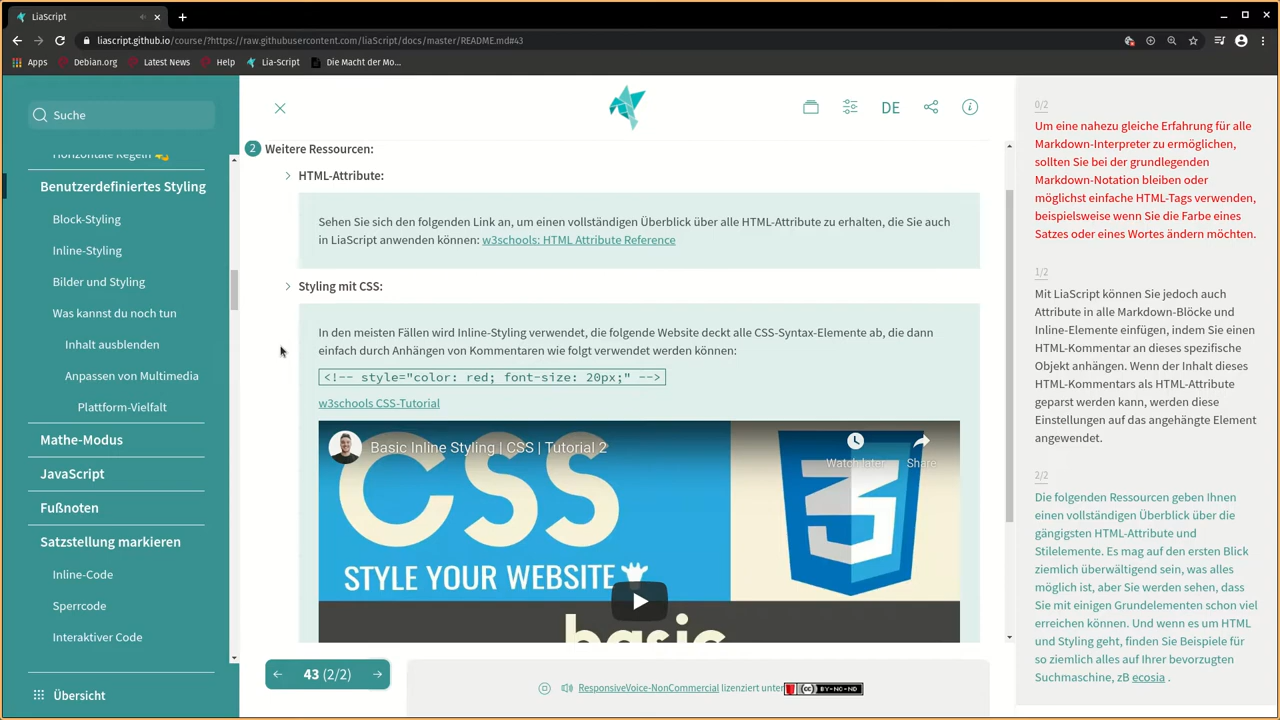 LiaScript
liascript.github.io/course/?https://raw.githubusercontent.com/liaScript/docs/master/README.md#43
Apps
Debian.org
Latest News
Help
Lia-Script
Die Macht der Mo...
Suche
Horizontale Regeln
Benutzerdefiniertes Styling
Block-Styling
Inline-Styling
Bilder und Styling
Was kannst du noch tun
Inhalt ausblenden
Anpassen von Multimedia
Plattform-Vielfalt
Mathe-Modus
JavaScript
Fußnoten
Satzstellung markieren
Inline-Code
Sperrcode
Interaktiver Code
Übersicht
DE
2 Weitere Ressourcen:
HTML-Attribute:
Sehen Sie sich den folgenden Link an, um einen vollständigen Überblick über alle HTML-Attribute zu erhalten, die Sie auch
in LiaScript anwenden können: w3schools: HTML Attribute Reference
Styling mit CSS:
In den meisten Fällen wird Inline-Styling verwendet, die folgende Website deckt alle CSS-Syntax-Elemente ab, die dann
einfach durch Anhängen von Kommentaren wie folgt verwendet werden können:
<!-- style="color: red; font-size: 20px;" -->
w3schools CSS-Tutorial
Basic Inline Styling | CSS | Tutorial 2
Watch later
Share
CSS
STYLE YOUR WEBSITE
basic
43 (2/2)
ResponsiveVoice-NonCommercial lizenziert unter
cc BY-NC-ND
0/2
Um eine nahezu gleiche Erfahrung für alle
Markdown-Interpreter zu ermöglichen,
sollten Sie bei der grundlegenden
Markdown-Notation bleiben oder
möglichst einfache HTML-Tags verwenden,
beispielsweise wenn Sie die Farbe eines
Satzes oder eines Wortes ändern möchten.
1/2
Mit LiaScript können Sie jedoch auch
Attribute in alle Markdown-Blöcke und
Inline-Elemente einfügen, indem Sie einen
HTML-Kommentar an dieses spezifische
Objekt anhängen. Wenn der Inhalt dieses
HTML-Kommentars als HTML-Attribute
geparst werden kann, werden diese
Einstellungen auf das angehängte Element
angewendet.
2/2
Die folgenden Ressourcen geben Ihnen
einen vollständigen Überblick über die
gängigsten HTML-Attribute und
Stilelemente. Es mag auf den ersten Blick
ziemlich überwältigend sein, was alles
möglich ist, aber Sie werden sehen, dass
Sie mit einigen Grundelementen schon viel
erreichen können. Und wenn es um HTML
und Styling geht, finden Sie Beispiele für
so ziemlich alles auf Ihrer bevorzugten
Suchmaschine, zB ecosia .